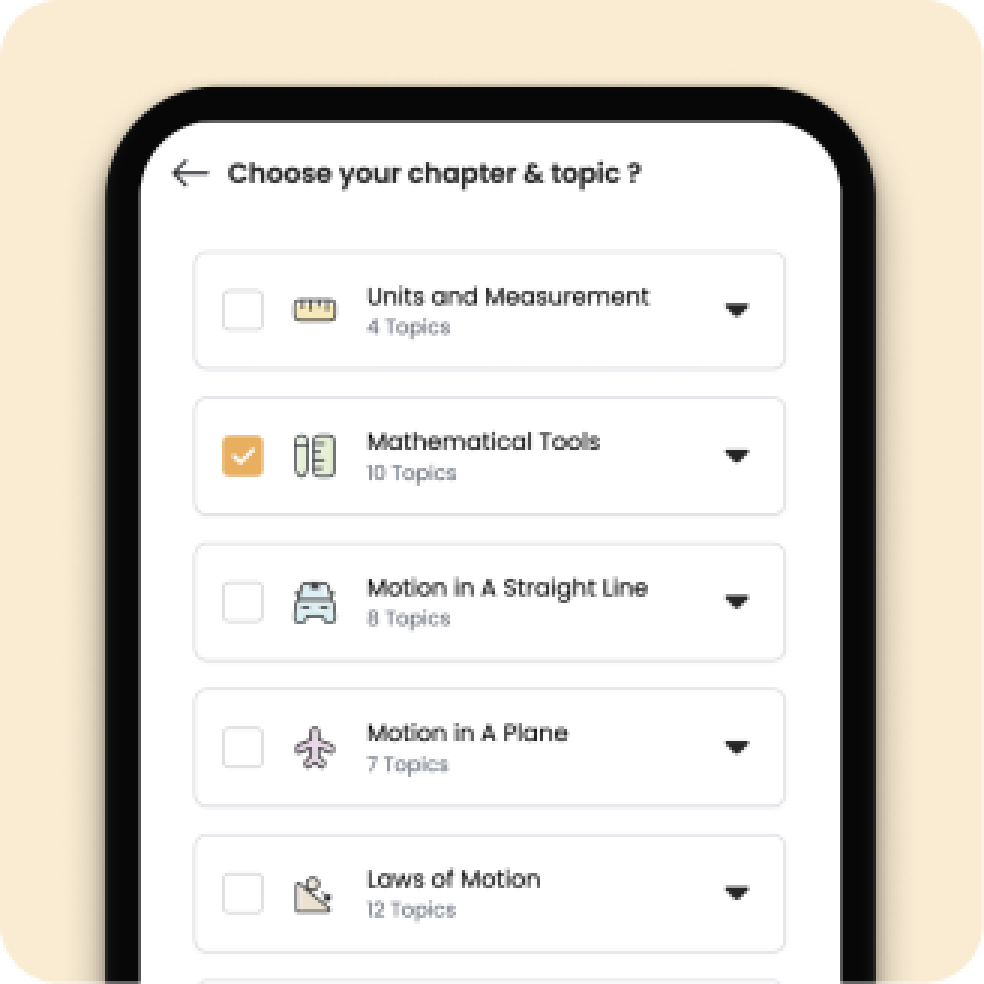 Choose your chapter & topic ?
Units and Measurement
4 Topics
Mathematical Tools
10 Topics
Motion in A Straight Line
8 Topics
Motion in A Plane
7 Topics
Laws of Motion
12 Topics